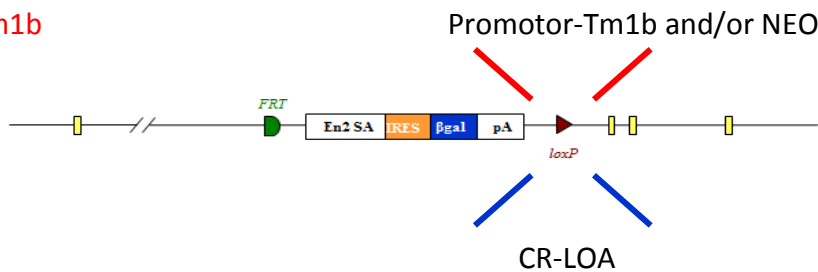 m1b
Promotor-Tm1b and/or NEO
FRT
En2 SA IRES βgal pA
loxP
CR-LOA